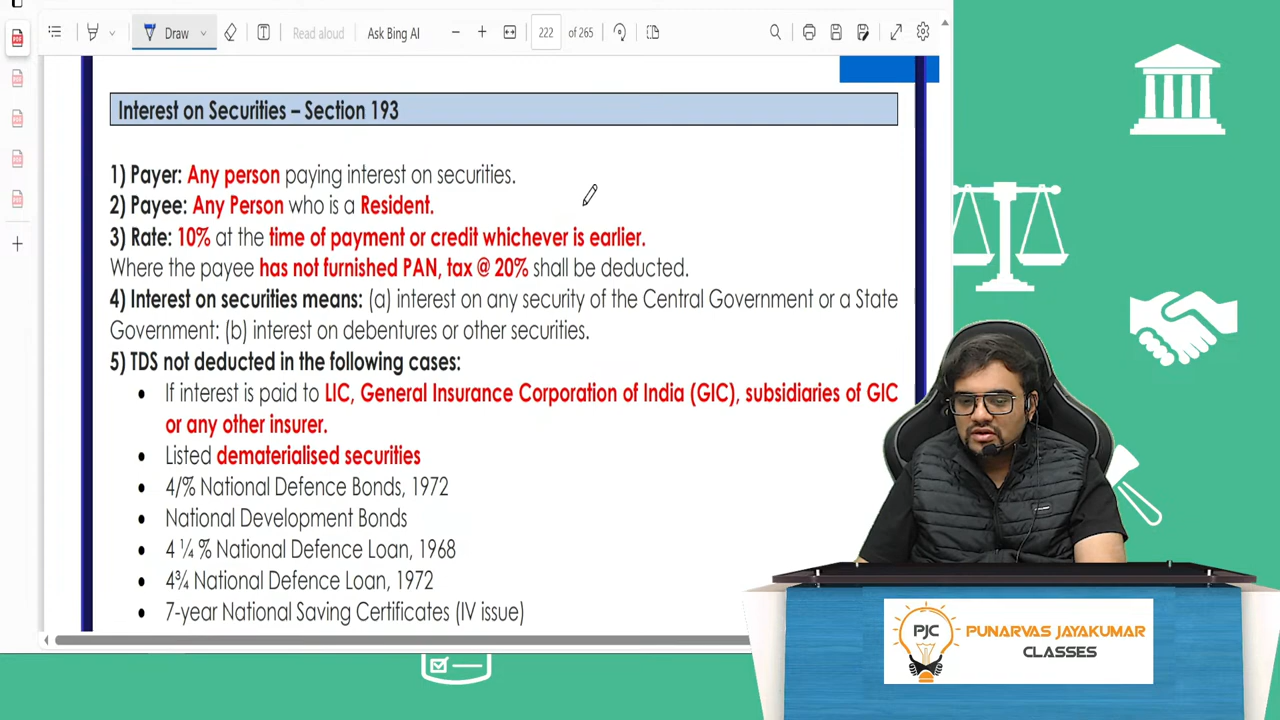 Draw
Read aloud
Ask Bing AI
222
of 265
Interest on Securities – Section 193
1) Payer: Any person paying interest on securities.
2) Payee: Any Person who is a Resident.
3) Rate: 10% at the time of payment or credit whichever is earlier.
Where the payee has not furnished PAN, tax @ 20% shall be deducted.
4) Interest on securities means: (a) interest on any security of the Central Government or a State
Government: (b) interest on debentures or other securities.
5) TDS not deducted in the following cases:
• If interest is paid to LIC, General Insurance Corporation of India (GIC), subsidiaries of GIC
or any other insurer.
• Listed dematerialised securities
• 4/% National Defence Bonds, 1972
• National Development Bonds
• 4 ¼ % National Defence Loan, 1968
• 4¾ National Defence Loan, 1972
• 7-year National Saving Certificates (IV issue)
PJC
PUNARVAS JAYAKUMAR
CLASSES